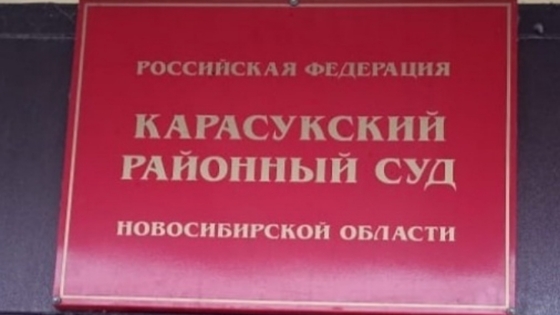 РОССИЙСКАЯ ФЕДЕРАЦИЯ
КАРАСУКСКИЙ
РАЙОННЫЙ СУД
НОВОСИБИРСКОЙ ОБЛАСТИ